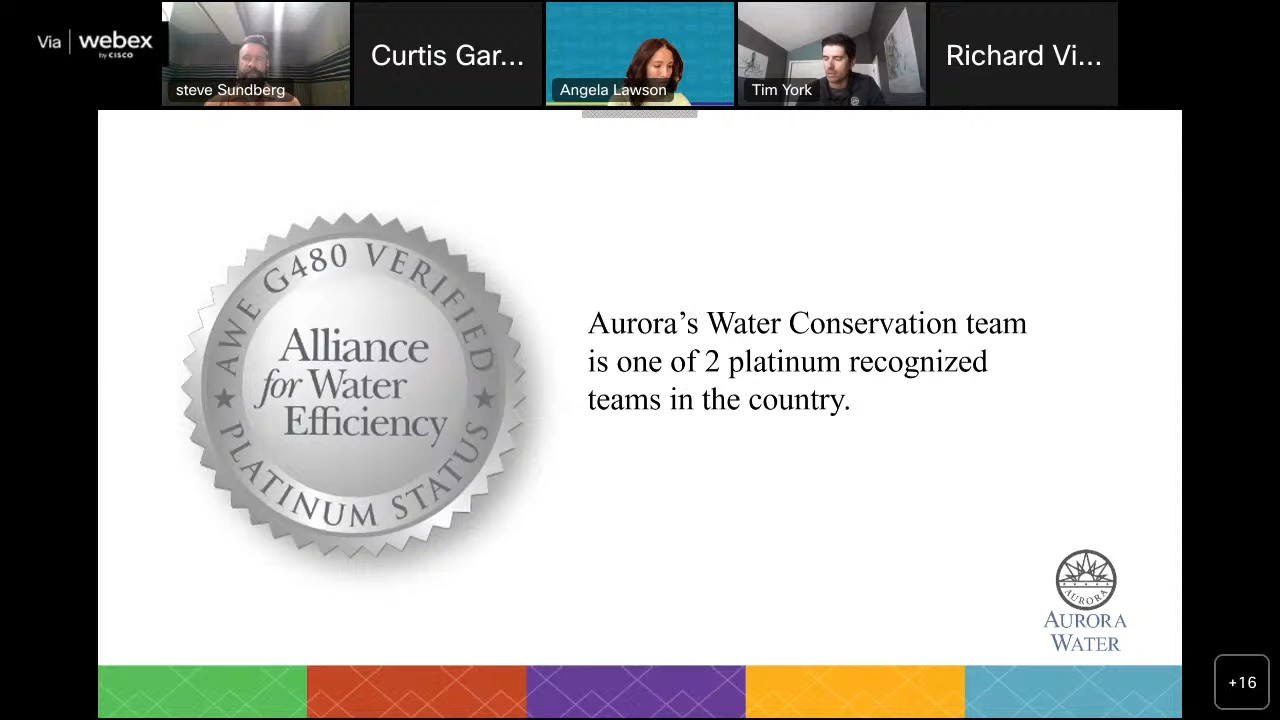 Via | webex
by CISCO
steve Sundberg
Curtis Gar...
Angela Lawson
Tim York
Richard Vi...
AWE G480 VERIFIED
Alliance
for Water
Efficiency
PLATINUM STATUS
Aurora’s Water Conservation team
is one of 2 platinum recognized
teams in the country.
AURORA
AURORA
WATER
+16